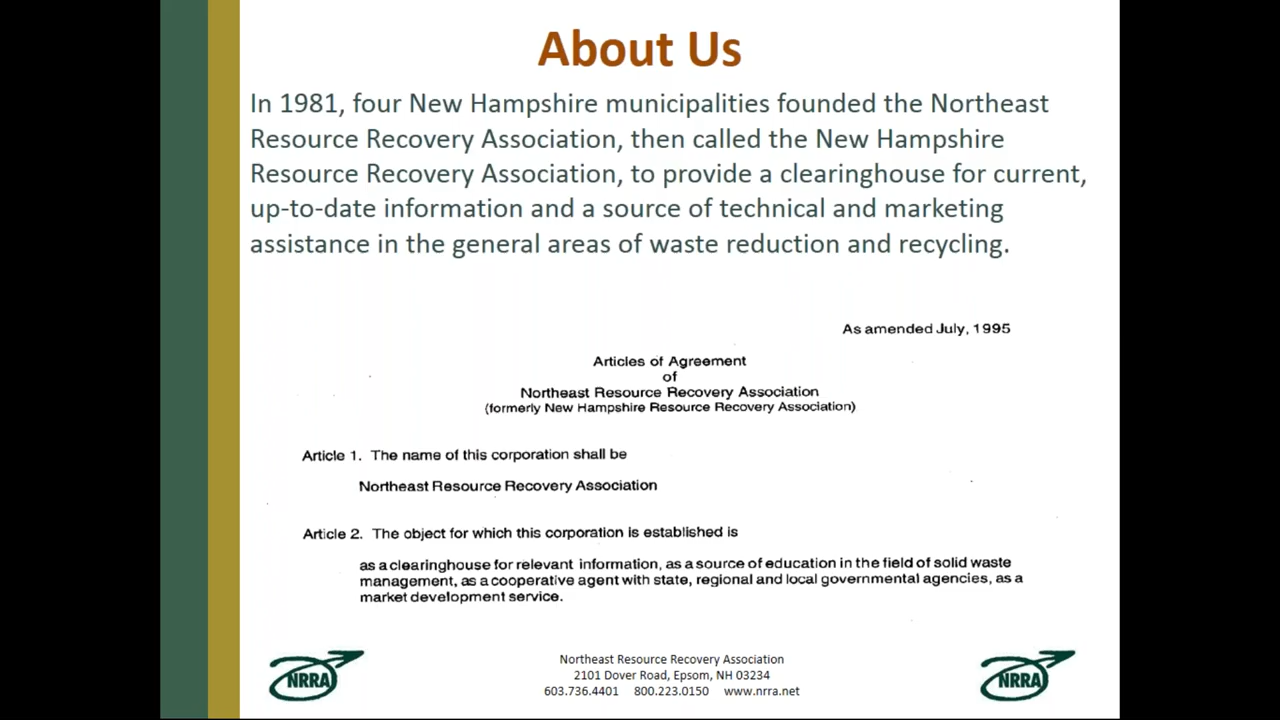 About Us
In 1981, four New Hampshire municipalities founded the Northeast
Resource Recovery Association, then called the New Hampshire
Resource Recovery Association, to provide a clearinghouse for current,
up-to-date information and a source of technical and marketing
assistance in the general areas of waste reduction and recycling.
As amended July, 1995
Articles of Agreement
of
Northeast Resource Recovery Association
(formerly New Hampshire Resource Recovery Association)
Article 1. The name of this corporation shall be
Northeast Resource Recovery Association
Article 2. The object for which this corporation is established is
as a clearinghouse for relevant information, as a source of education in the field of solid waste
management, as a cooperative agent with state, regional and local governmental agencies, as a
market development service.
NRRA
Northeast Resource Recovery Association
2101 Dover Road, Epsom, NH 03234
603.736.4401 800.223.0150 www.nrra.net
NRRA